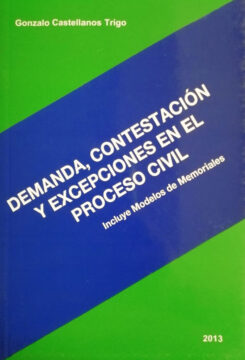 Gonzalo Castellanos Trigo
DEMANDA, CONTESTACIÓN
Y EXCEPCIONES EN EL
PROCESO CIVIL
Incluye Modelos de Memoriales
2013